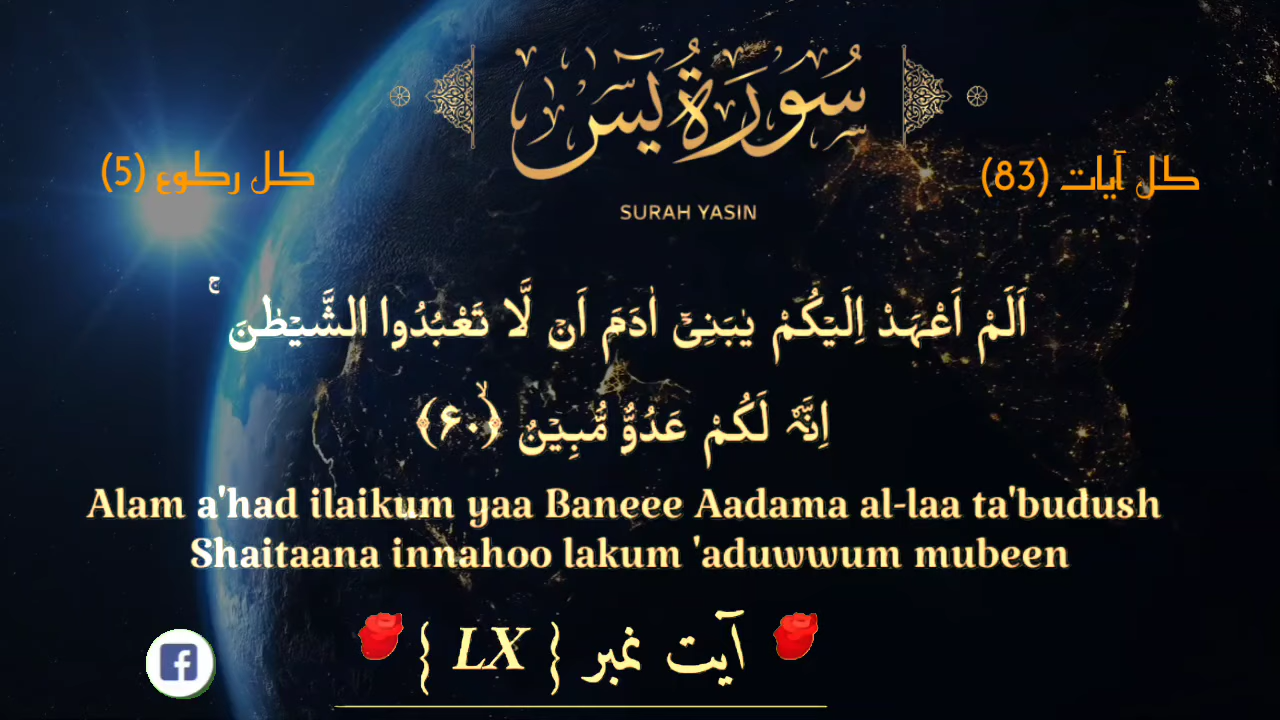 سُورَةُ يٰسٓ
کل آیات (83)
کل رکوع (5)
SURAH YASIN
اَلَمْ اَعْهَدْ اِلَیْكُمْ یٰبَنِیْۤ اٰدَمَ اَنْ لَّا تَعْبُدُوا الشَّیْطٰنَ ۚ
اِنَّهٗ لَكُمْ عَدُوٌّ مُّبِیْنٌ ﴿ۙ۶۰﴾
Alam a'had ilaikum yaa Baneee Aadama al-laa ta'budush
Shaitaana innahoo lakum 'aduwwum mubeen
آیت نمبر { LX }